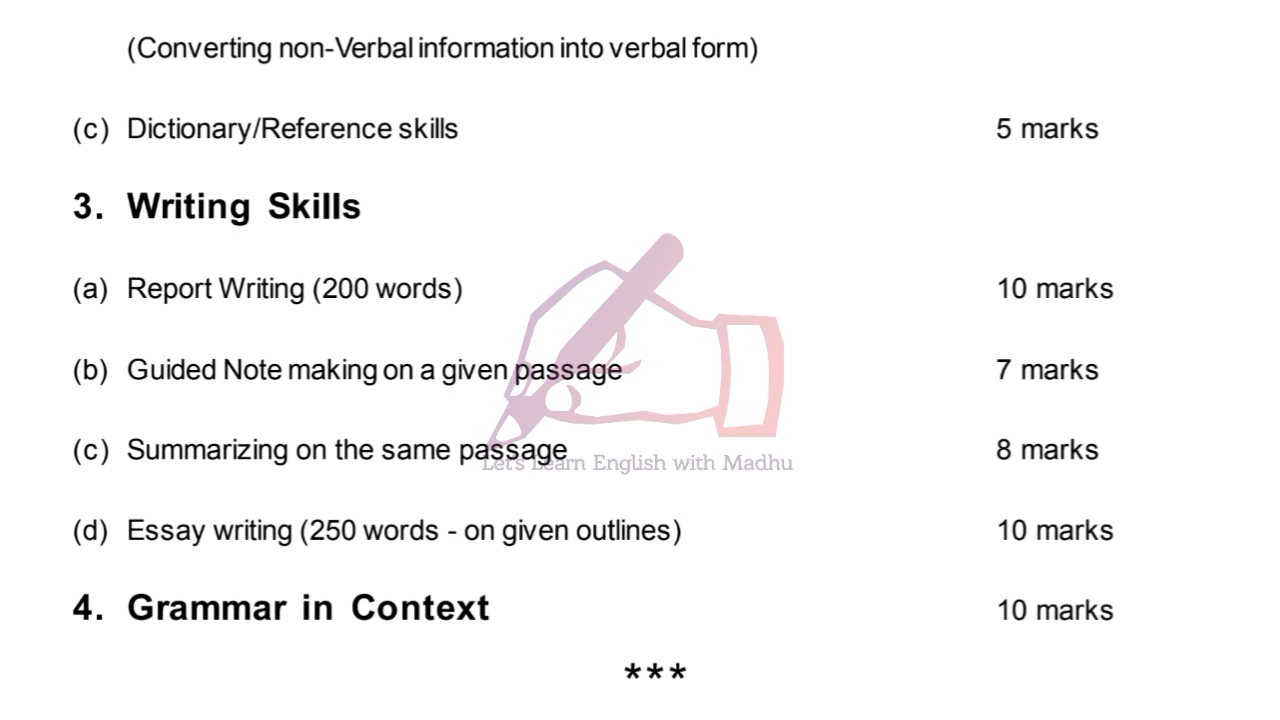 (Converting non-Verbal information into verbal form)
(c) Dictionary/Reference skills 5 marks
3. Writing Skills
(a) Report Writing (200 words) 10 marks
(b) Guided Note making on a given passage 7 marks
(c) Summarizing on the same passage 8 marks
Let's Learn English with Madhu
(d) Essay writing (250 words - on given outlines) 10 marks
4. Grammar in Context 10 marks
***